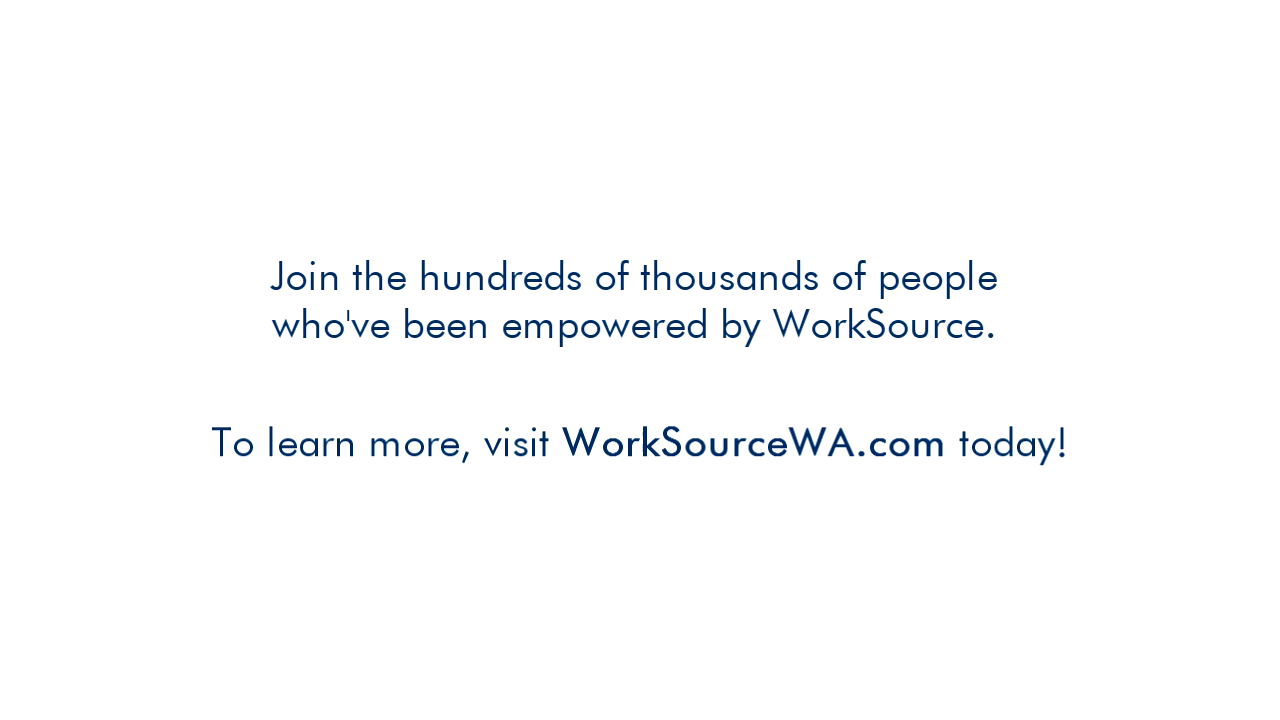 Join the hundreds of thousands of people
who've been empowered by WorkSource.
To learn more, visit WorkSourceWA.com today!